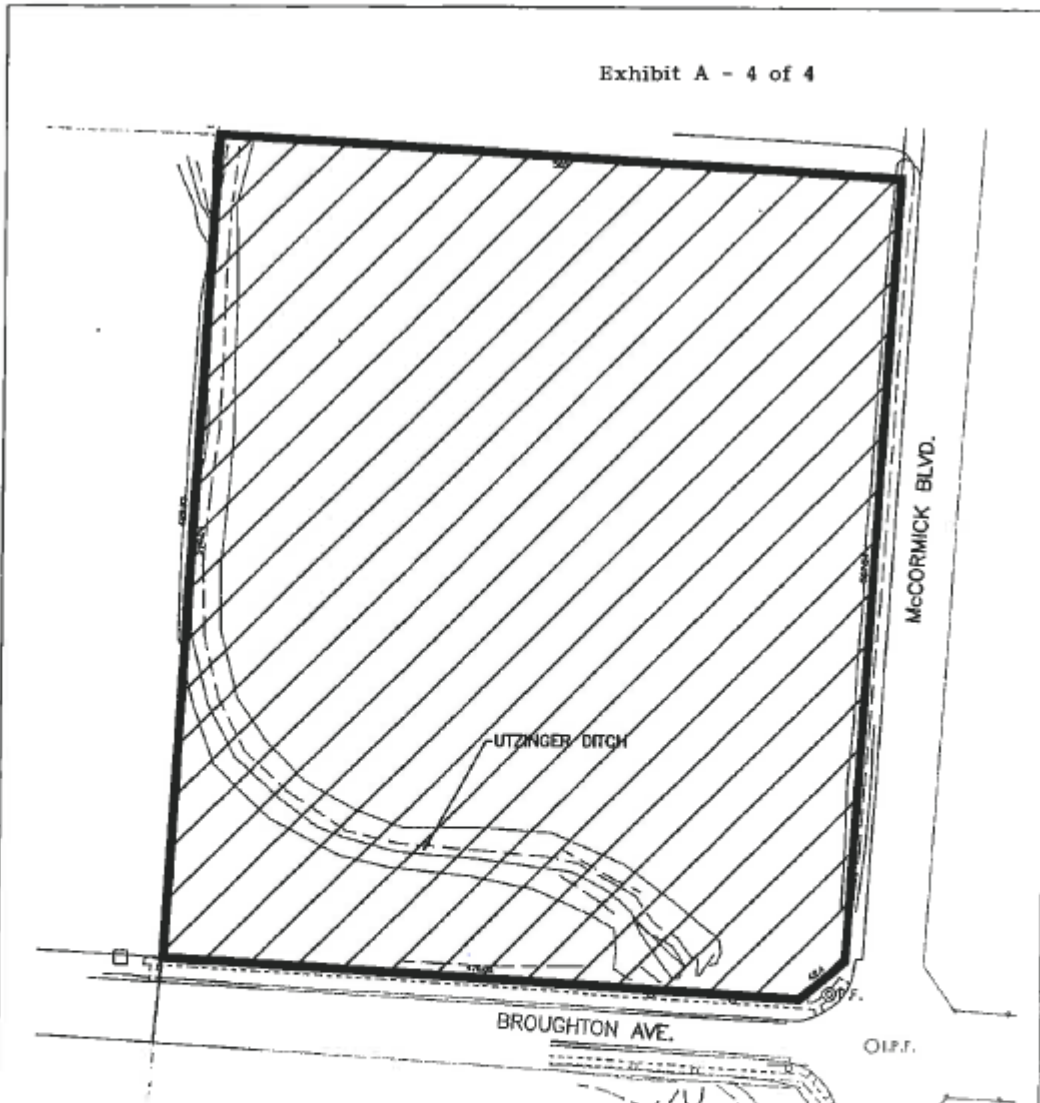 Exhibit A - 4 of 4
McCORMICK BLVD.
UTZINGER DITCH
BROUGHTON AVE.
P.F.
I.P.F.